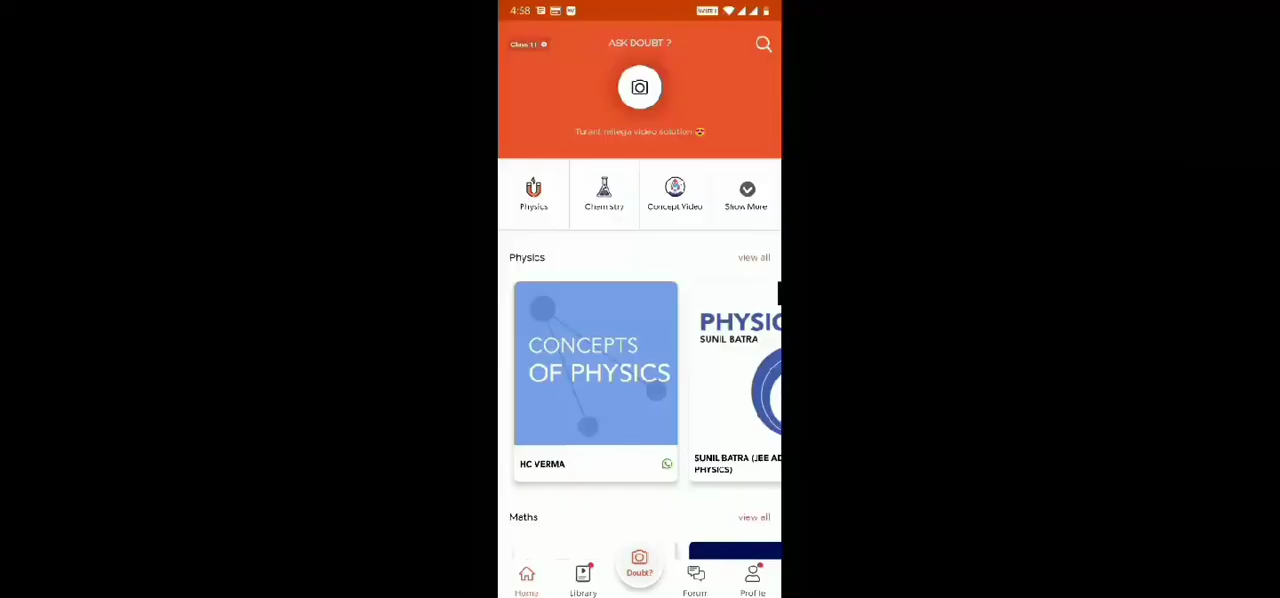 4:58
Class 11
ASK DOUBT ?
Turant milega video solution 😍
Physics
Chemistry
Concept Video
Show More
Physics
view all
CONCEPTS
OF PHYSICS
PHYSIC
SUNIL BATRA
HC VERMA
SUNIL BATRA (JEE AD
PHYSICS)
Maths
view all
Doubt?
Home
Library
Forum
Profile